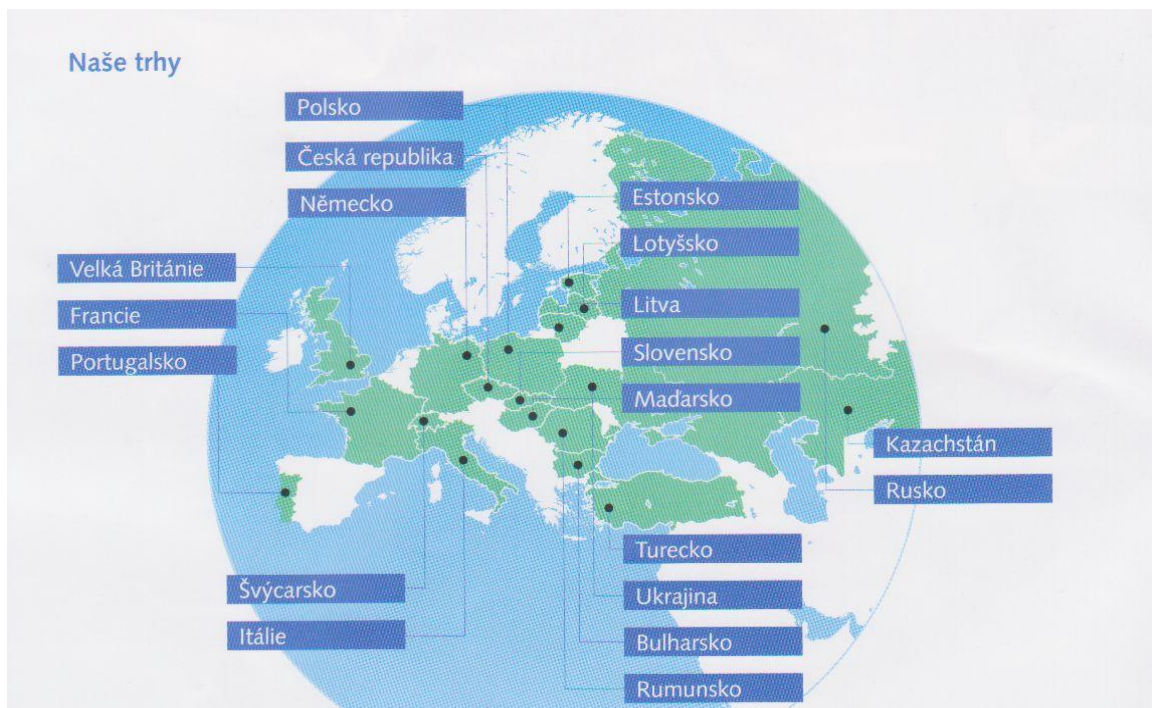 Naše trhy
Polsko
Česká republika
Německo
Velká Británie
Francie
Portugalsko
Estonsko
Lotyšsko
Litva
Slovensko
Maďarsko
Kazachstán
Rusko
Švýcarsko
Itálie
Turecko
Ukrajina
Bulharsko
Rumunsko